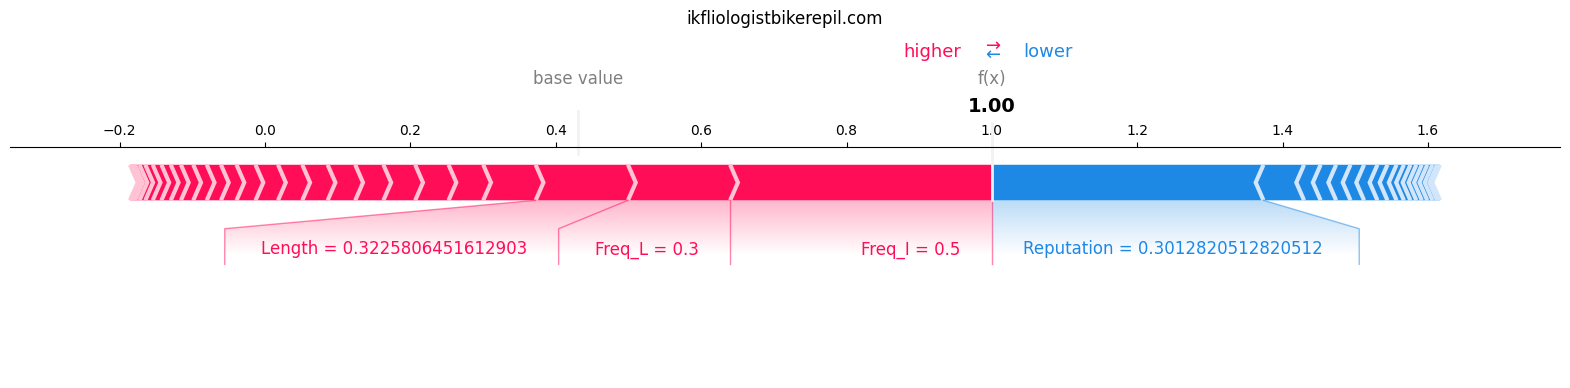 ikfliologistbikerepil.com
higher ⇄ lower
base value f(x)
1.00
−0.2 0.0 0.2 0.4 0.6 0.8 1.0 1.2 1.4 1.6
Length = 0.3225806451612903 Freq_L = 0.3 Freq_I = 0.5 Reputation = 0.3012820512820512